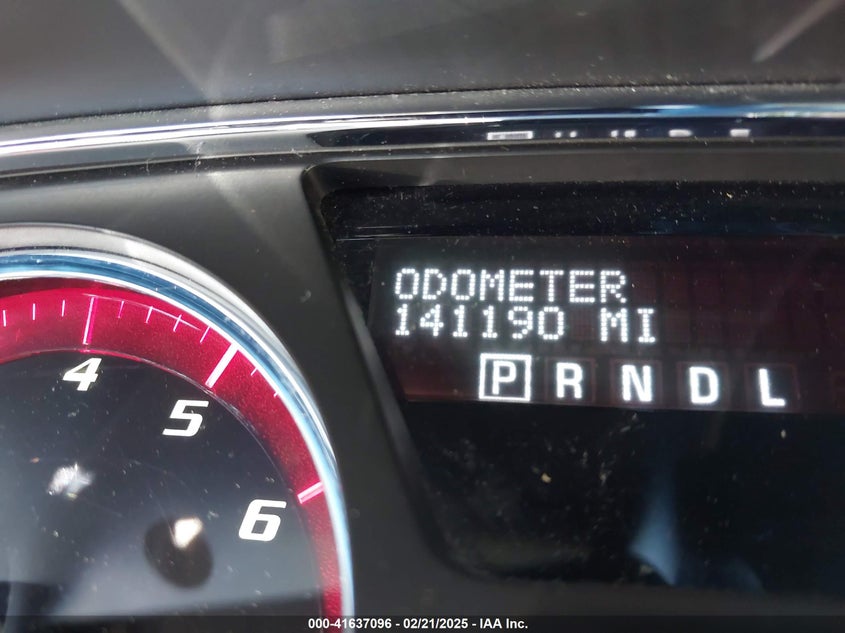 ODOMETER
141190 MI
P R N D L
4
5
6
000-41637096 - 02/21/2025 - IAA Inc.